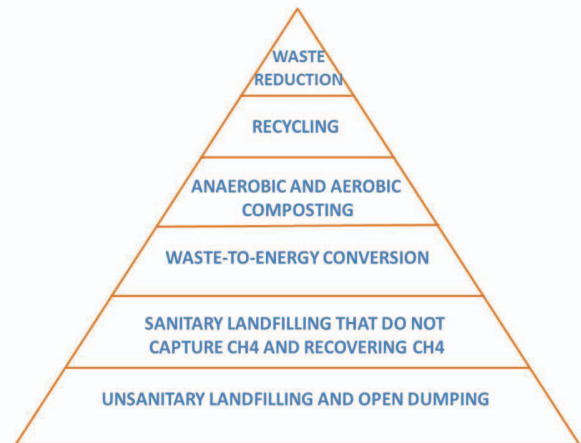 WASTE
REDUCTION
RECYCLING
ANAEROBIC AND AEROBIC
COMPOSTING
WASTE-TO-ENERGY CONVERSION
SANITARY LANDFILLING THAT DO NOT
CAPTURE CH4 AND RECOVERING CH4
UNSANITARY LANDFILLING AND OPEN DUMPING